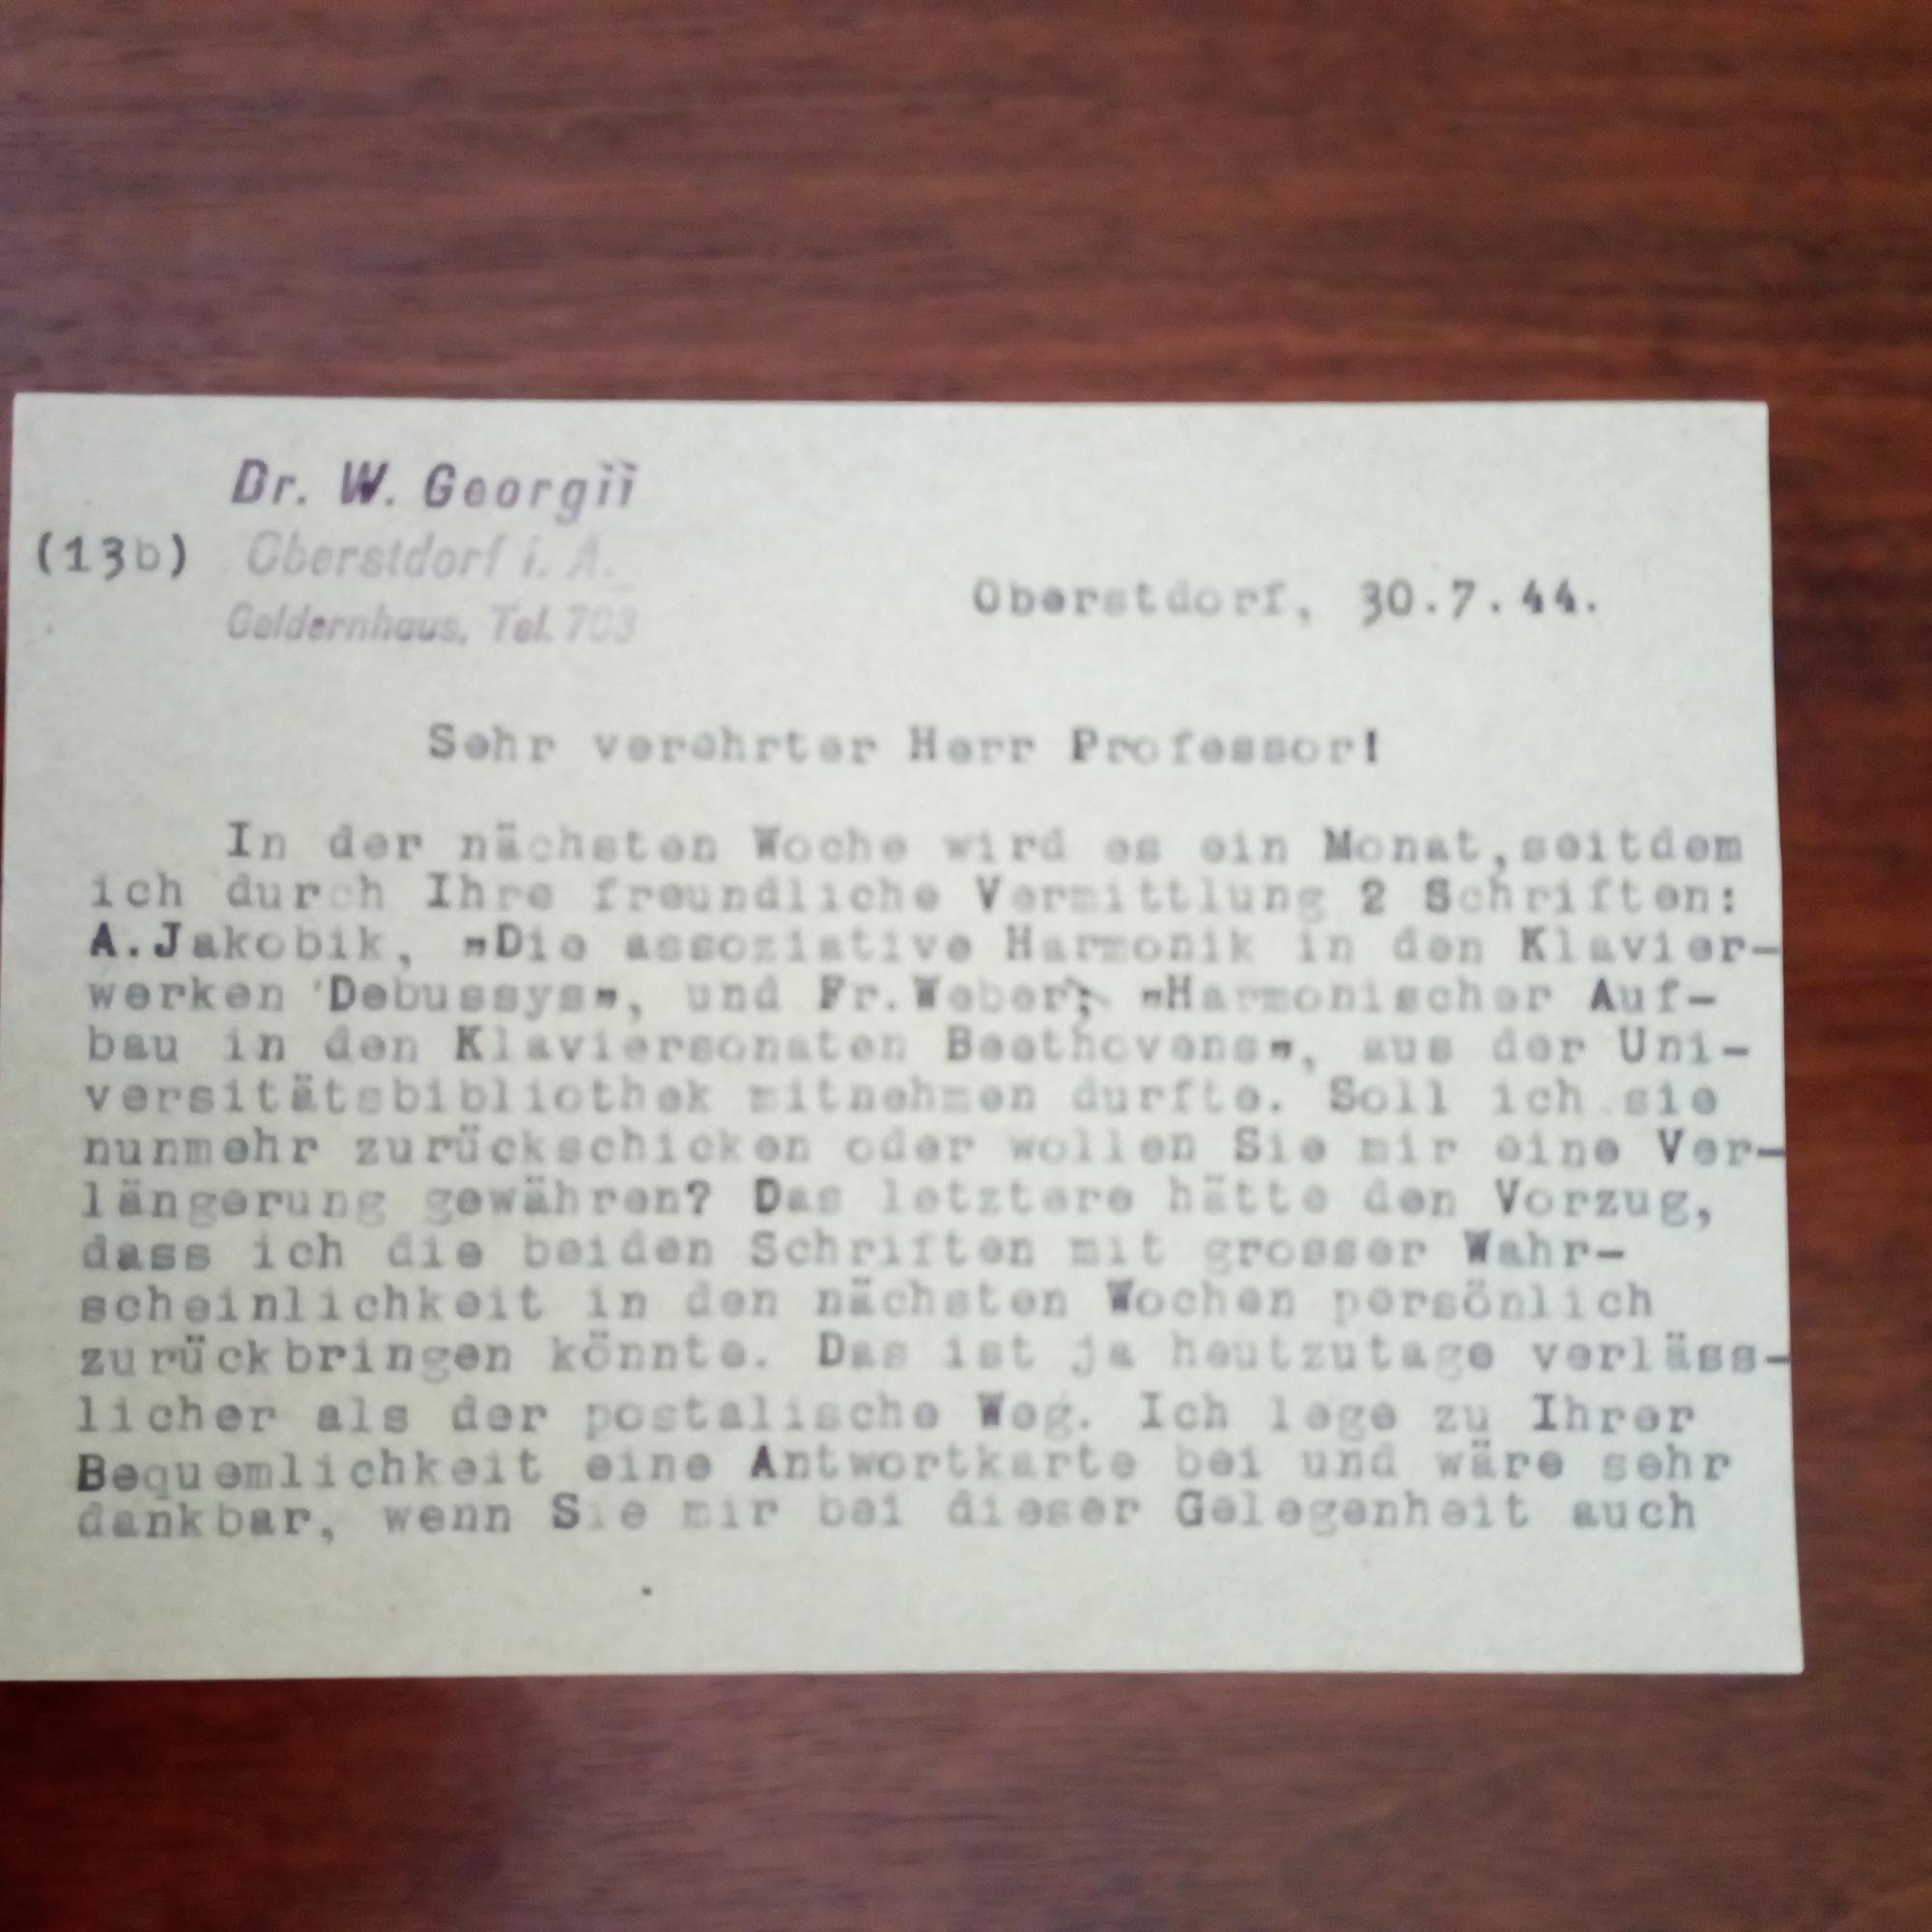 Dr. W. Georgii
(13b) Oberstdorf i. A.
Geldernhaus, Tel. 703
Oberstdorf, 30.7.44.
Sehr verehrter Herr Professor!
In der nächsten Woche wird es ein Monat,seitdem
ich durch Ihre freundliche Vermittlung 2 Schriften:
A.Jakobik, „Die assoziative Harmonik in den Klavier-
werken Debussys„, und Fr.Weber, „Harmonischer Auf-
bau in den Klaviersonaten Beethovens„, aus der Uni-
versitätsbibliothek mitnehmen durfte. Soll ich sie
nunmehr zurückschicken oder wollen Sie mir eine Ver-
längerung gewähren? Das letztere hätte den Vorzug,
dass ich die beiden Schriften mit grosser Wahr-
scheinlichkeit in den nächsten Wochen persönlich
zurückbringen könnte. Das ist ja heutzutage verläss-
licher als der postalische Weg. Ich lege zu Ihrer
Bequemlichkeit eine Antwortkarte bei und wäre sehr
dankbar, wenn Sie mir bei dieser Gelegenheit auch